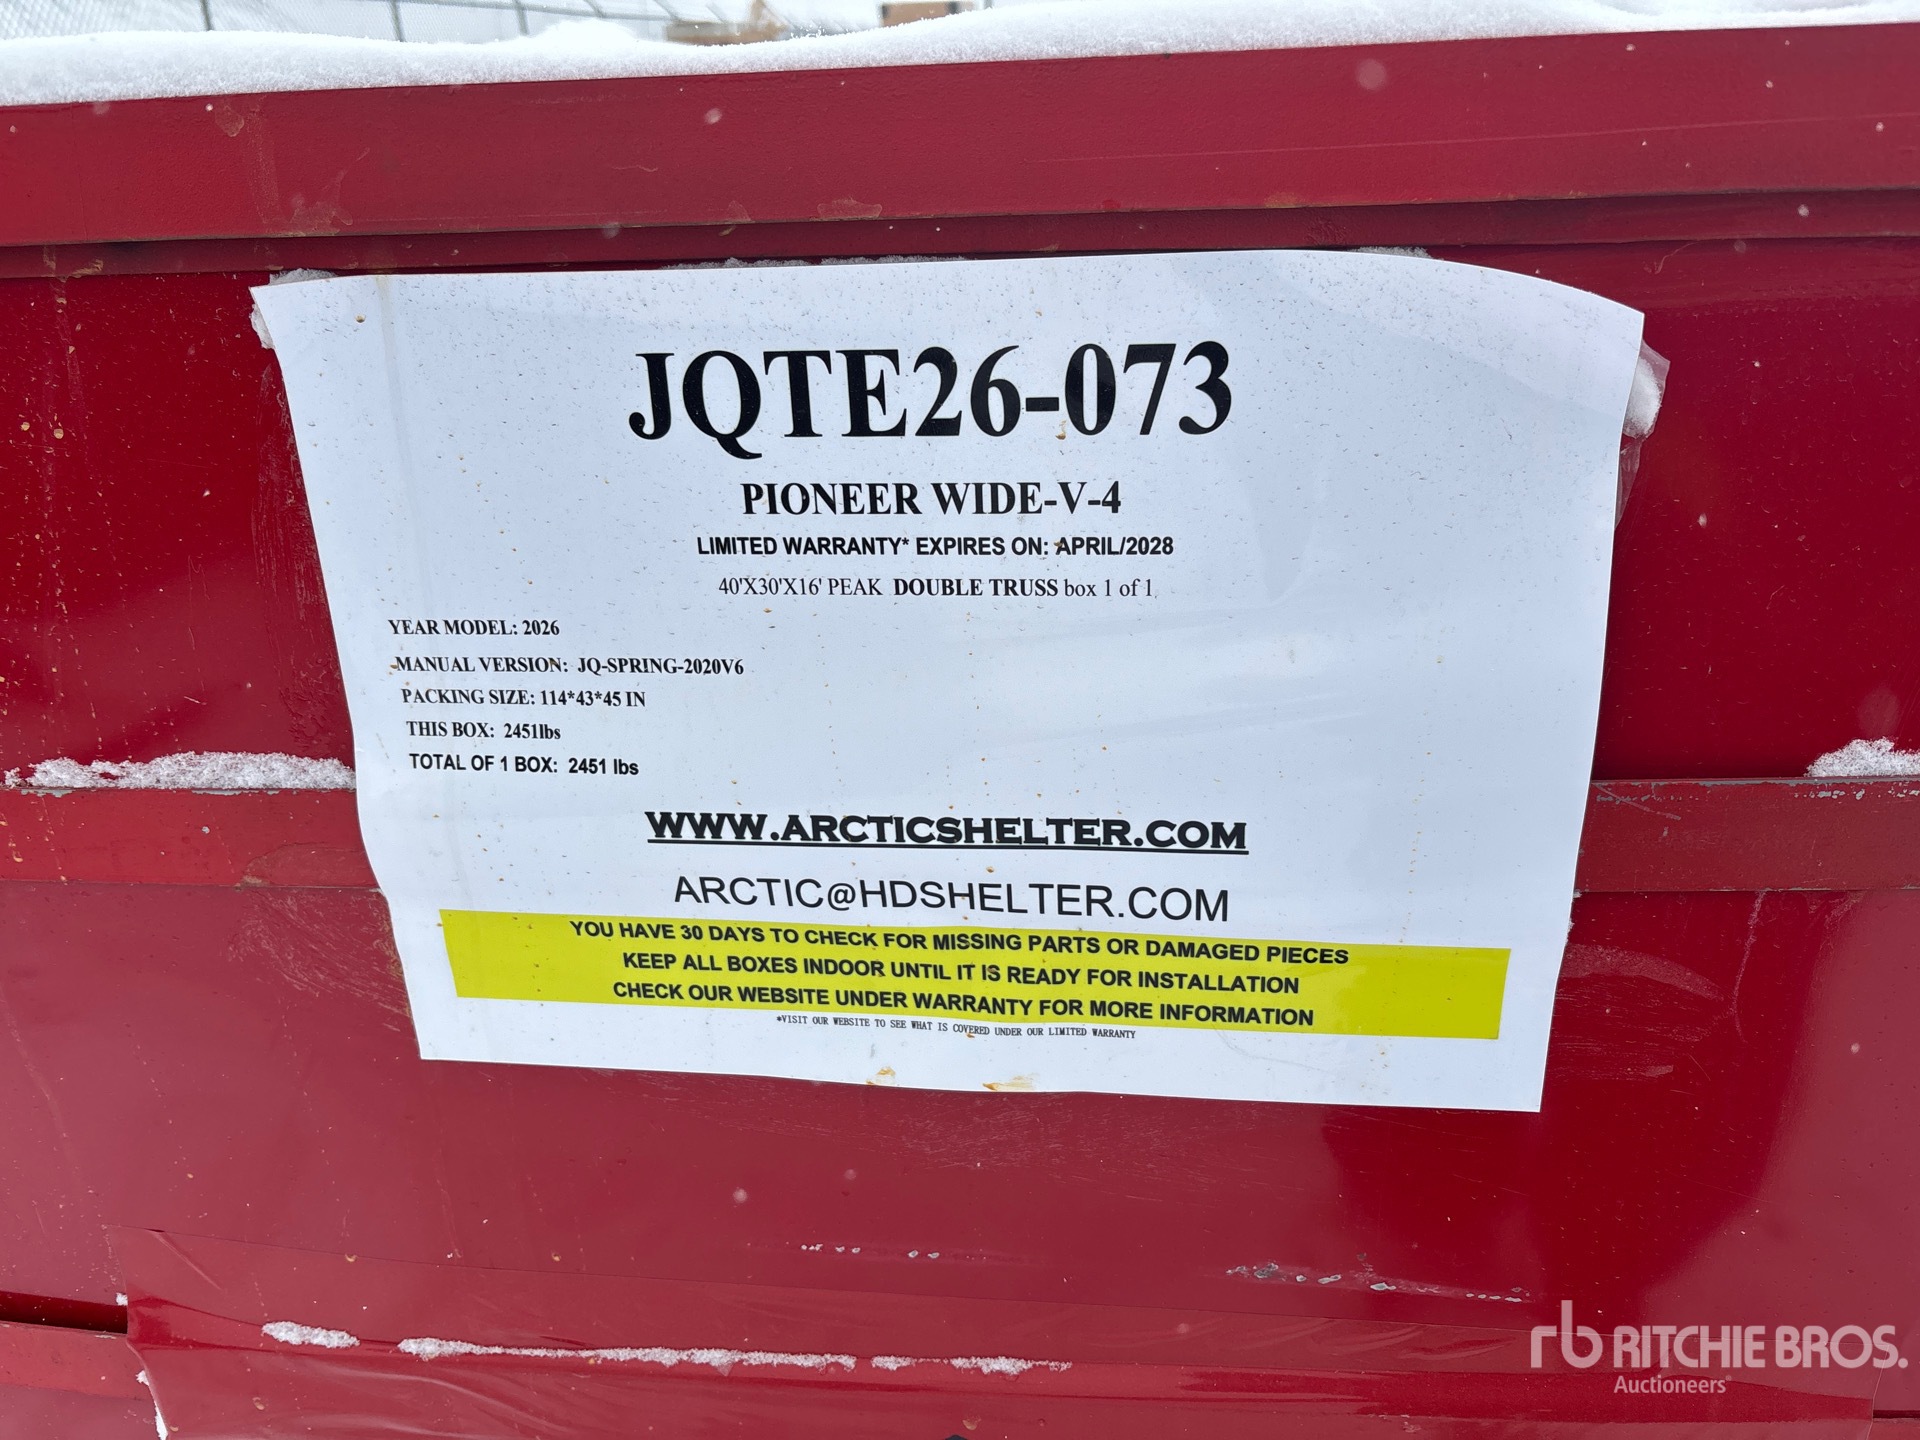 JQTE26-073
PIONEER WIDE-V-4
LIMITED WARRANTY* EXPIRES ON: APRIL/2028
40'X30'X16' PEAK DOUBLE TRUSS box 1 of 1
YEAR MODEL: 2026
MANUAL VERSION: JQ-SPRING-2020V6
PACKING SIZE: 114*43*45 IN
THIS BOX: 2451lbs
TOTAL OF 1 BOX: 2451 lbs
WWW.ARCTICSHELTER.COM
ARCTIC@HDSHELTER.COM
YOU HAVE 30 DAYS TO CHECK FOR MISSING PARTS OR DAMAGED PIECES
KEEP ALL BOXES INDOOR UNTIL IT IS READY FOR INSTALLATION
CHECK OUR WEBSITE UNDER WARRANTY FOR MORE INFORMATION
*VISIT OUR WEBSITE TO SEE WHAT IS COVERED UNDER OUR LIMITED WARRANTY
rb RITCHIE BROS.
Auctioneers